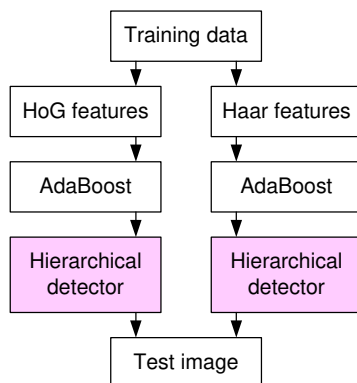 Training data
HoG features
Haar features
AdaBoost
AdaBoost
Hierarchical
detector
Hierarchical
detector
Test image